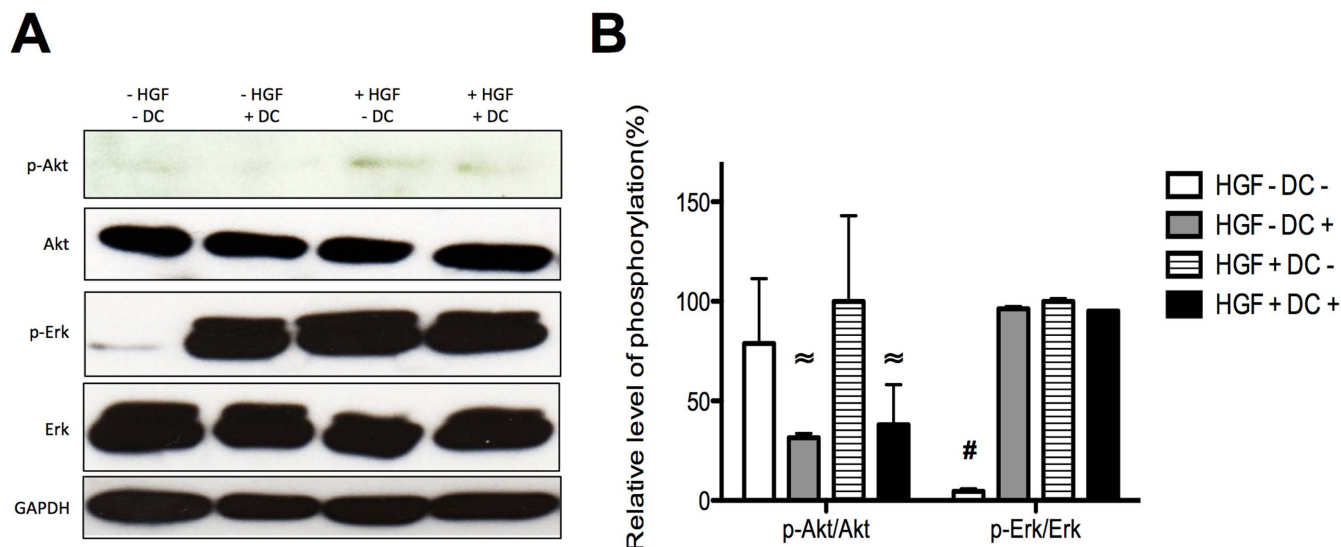 A
- HGF - HGF + HGF + HGF
- DC + DC - DC + DC
p-Akt
Akt
p-Erk
Erk
GAPDH
B
Relative level of phosphorylation(%)
150
100
50
0
≈ ≈
#
p-Akt/Akt p-Erk/Erk
HGF - DC -
HGF - DC +
HGF + DC -
HGF + DC +